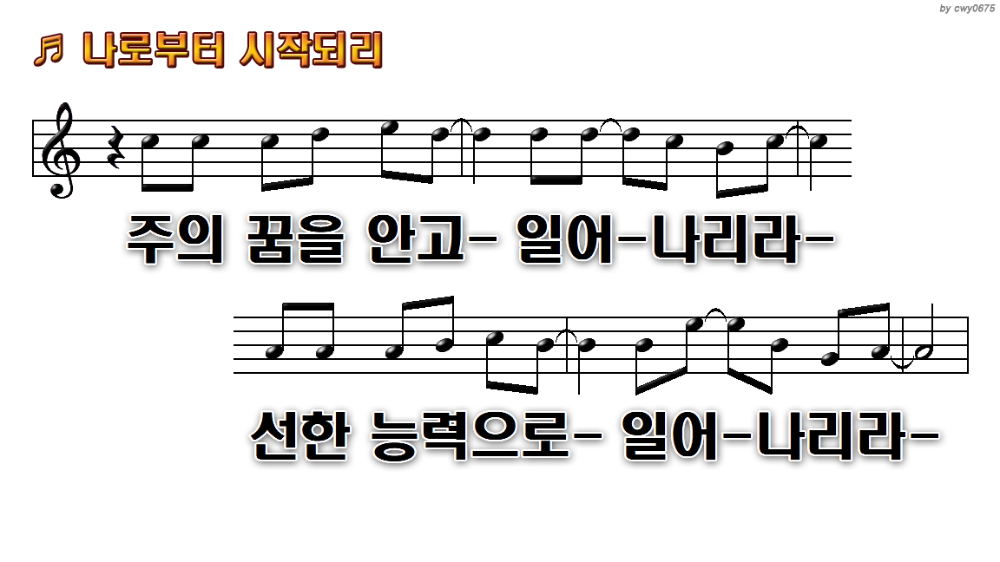 by cwy0675
♬ 나로부터 시작되리
주의 꿈을 안고- 일어-나리라-
선한 능력으로- 일어-나리라-